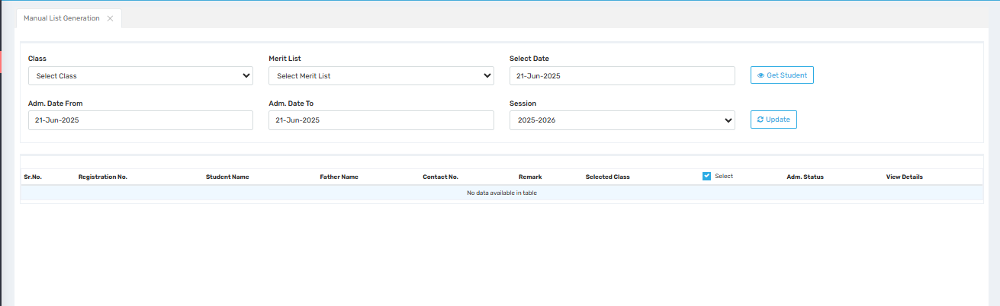 Manual List Generation
Class Merit List Select Date
Select Class Select Merit List 21-Jun-2025 Get Student
Adm. Date From Adm. Date To Session
21-Jun-2025 21-Jun-2025 2025-2026 Update
Sr.No. Registration No. Student Name Father Name Contact No. Remark Selected Class Select Adm. Status View Details
No data available in table